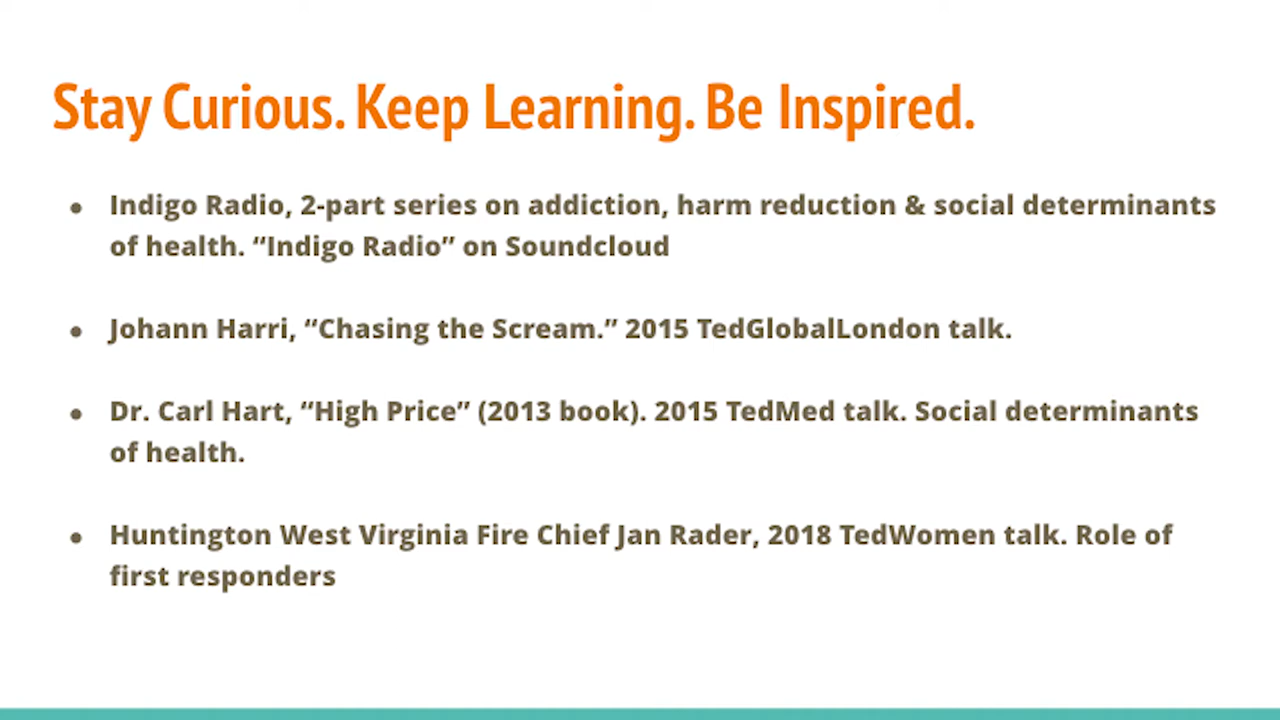 Stay Curious. Keep Learning. Be Inspired.
● Indigo Radio, 2-part series on addiction, harm reduction & social determinants
of health. “Indigo Radio” on Soundcloud
● Johann Harri, “Chasing the Scream.” 2015 TedGlobalLondon talk.
● Dr. Carl Hart, “High Price” (2013 book). 2015 TedMed talk. Social determinants
of health.
● Huntington West Virginia Fire Chief Jan Rader, 2018 TedWomen talk. Role of
first responders